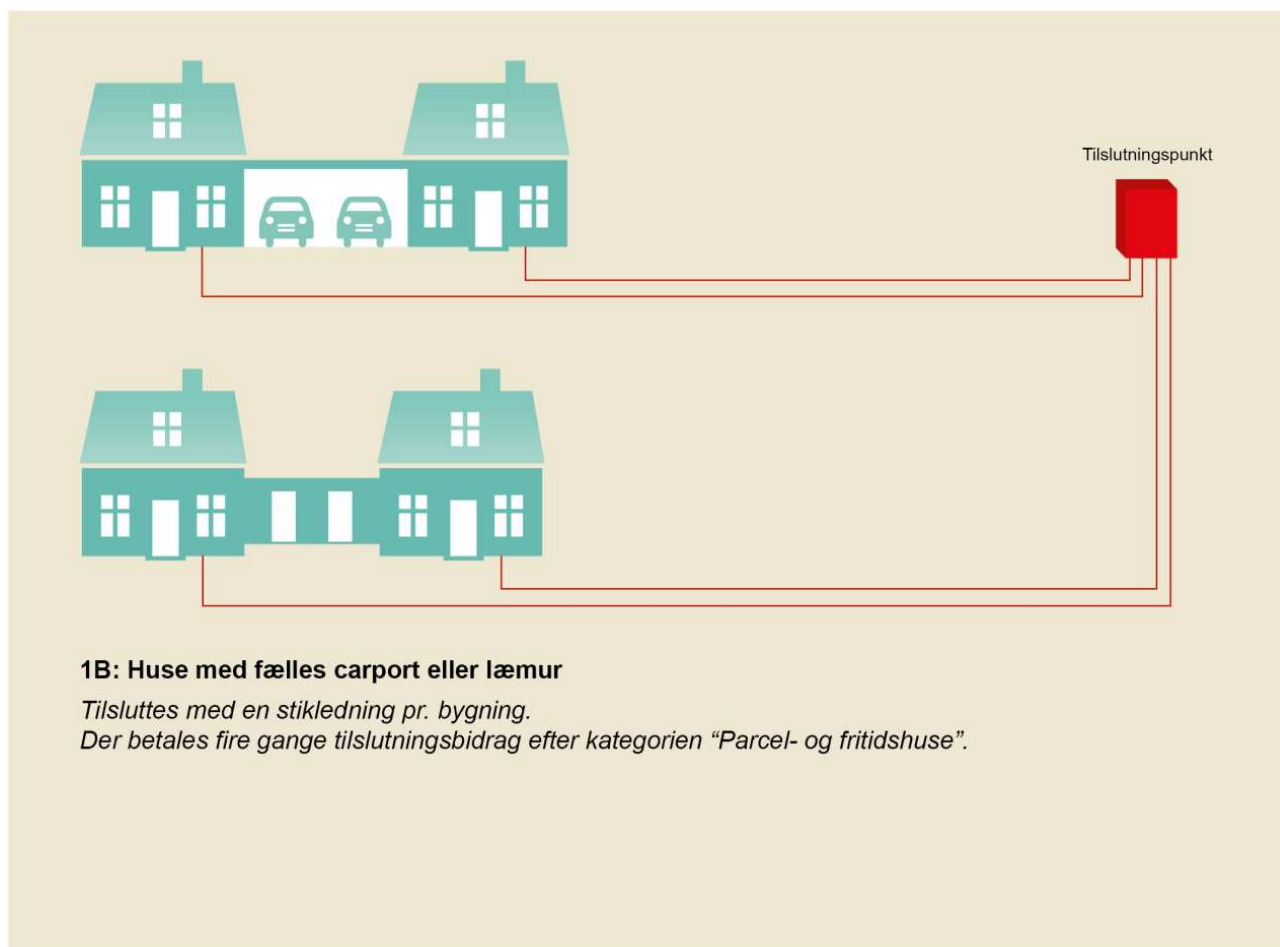 Tilslutningspunkt
1B: Huse med fælles carport eller læmur
Tilsluttes med en stikledning pr. bygning.
Der betales fire gange tilslutningsbidrag efter kategorien “Parcel- og fritidshuse”.